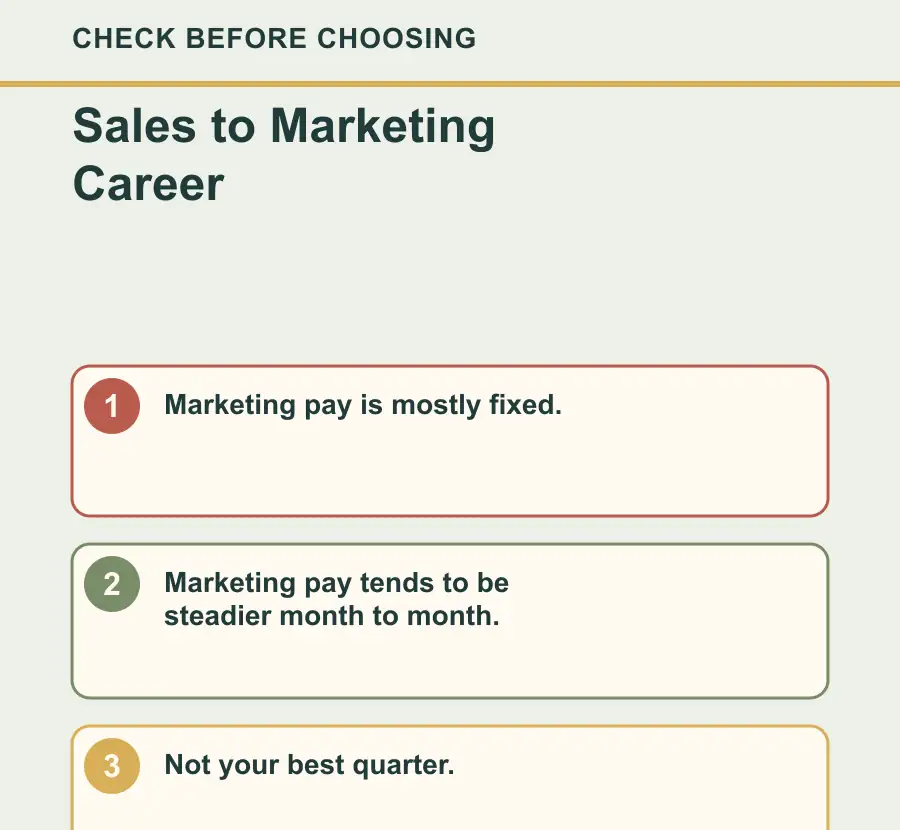 CHECK BEFORE CHOOSING
Sales to Marketing
Career
1
Marketing pay is mostly fixed.
2
Marketing pay tends to be
steadier month to month.
3
Not your best quarter.